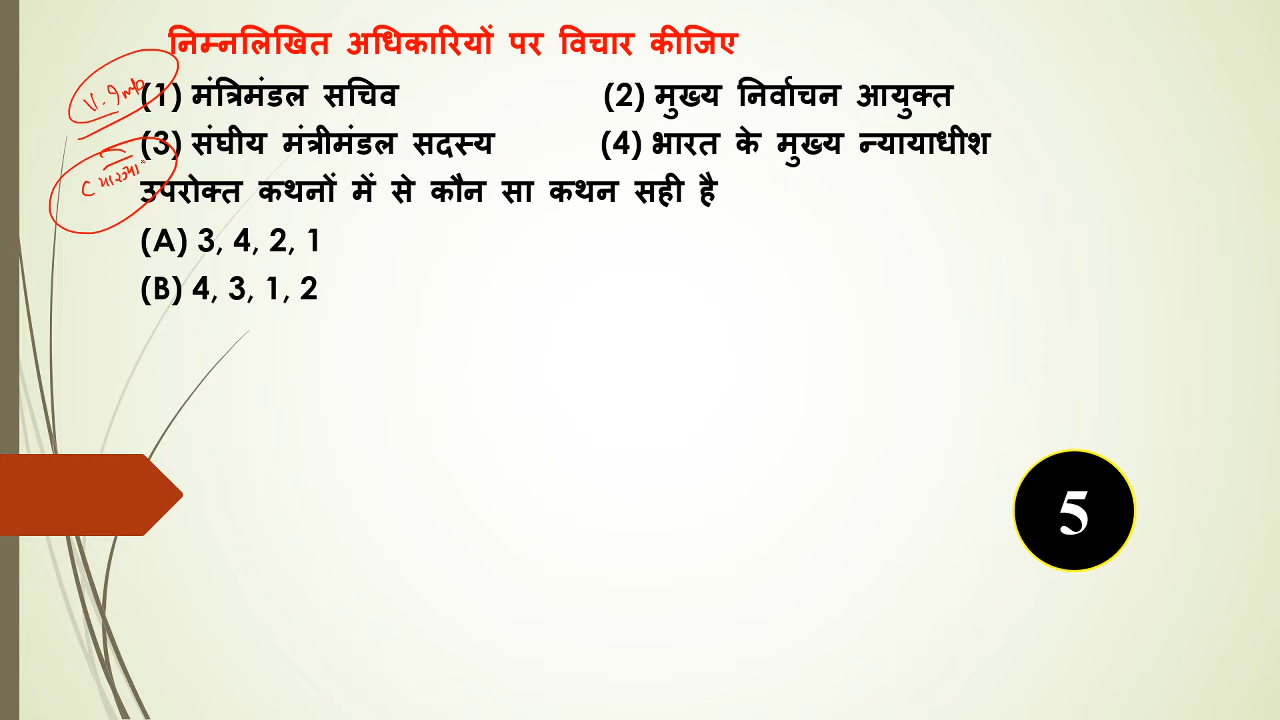 निम्नलिखित अधिकारियों पर विचार कीजिए
V. Imp
(1) मंत्रिमंडल सचिव (2) मुख्य निर्वाचन आयुक्त
(3) संघीय मंत्रीमंडल सदस्य (4) भारत के मुख्य न्यायाधीश
उपरोक्त कथनों में से कौन सा कथन सही है
(A) 3, 4, 2, 1
(B) 4, 3, 1, 2
5